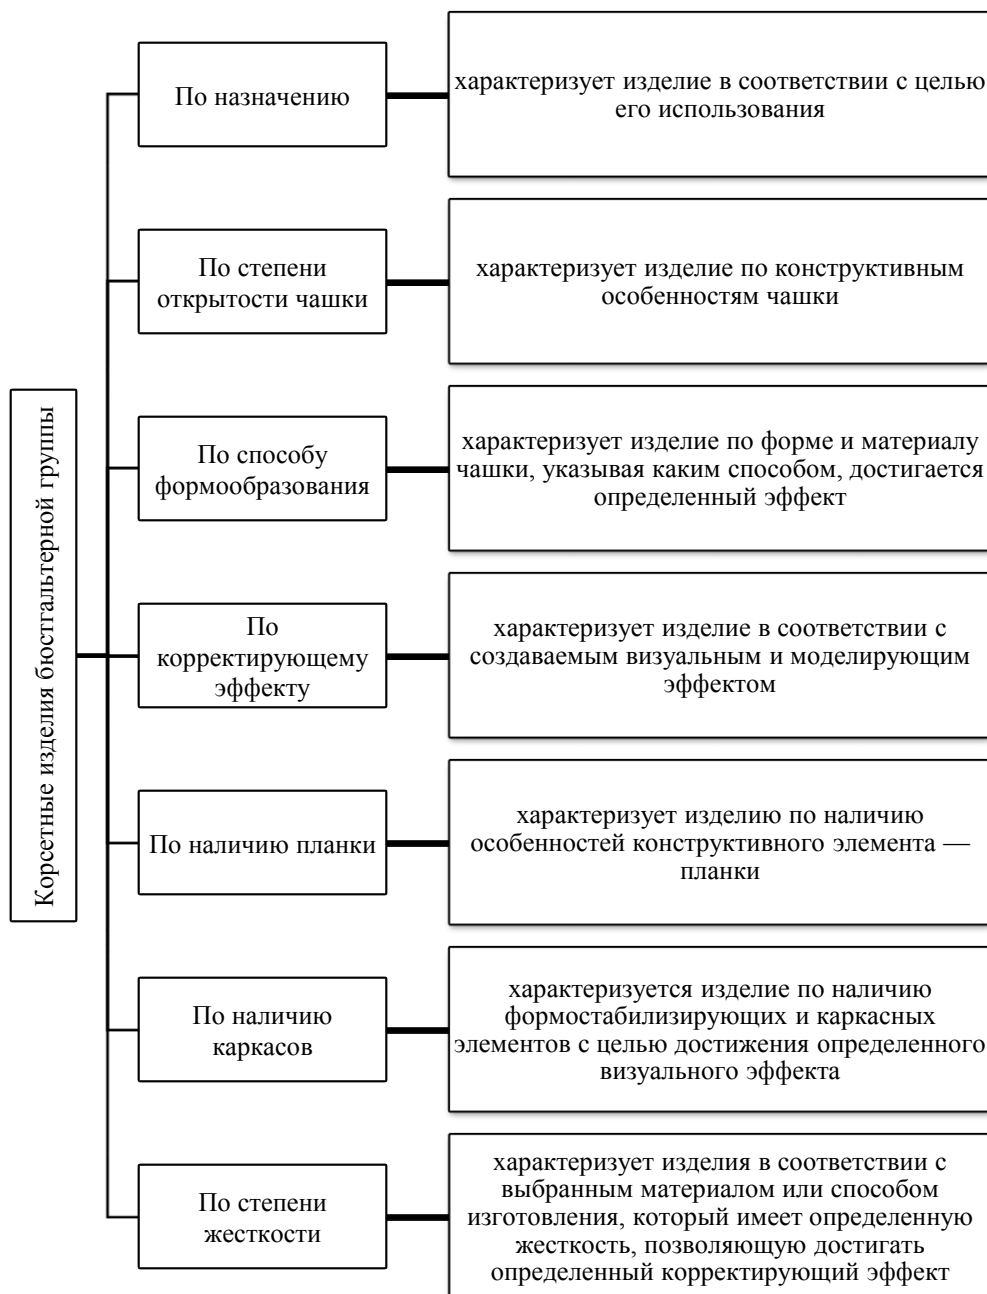 Корсетные изделия бюстгальтерной группы
По назначению
характеризует изделие в соответствии с целью
его использования
По степени
открытости чашки
характеризует изделие по конструктивным
особенностям чашки
По способу
формообразования
характеризует изделие по форме и материалу
чашки, указывая каким способом, достигается
определенный эффект
По
корректирующему
эффекту
характеризует изделие в соответствии с
создаваемым визуальным и моделирующим
эффектом
По наличию планки
характеризует изделию по наличию
особенностей конструктивного элемента —
планки
По наличию
каркасов
характеризуется изделие по наличию
формостабилизирующих и каркасных
элементов с целью достижения определенного
визуального эффекта
По степени
жесткости
характеризует изделия в соответствии с
выбранным материалом или способом
изготовления, который имеет определенную
жесткость, позволяющую достигать
определенный корректирующий эффект